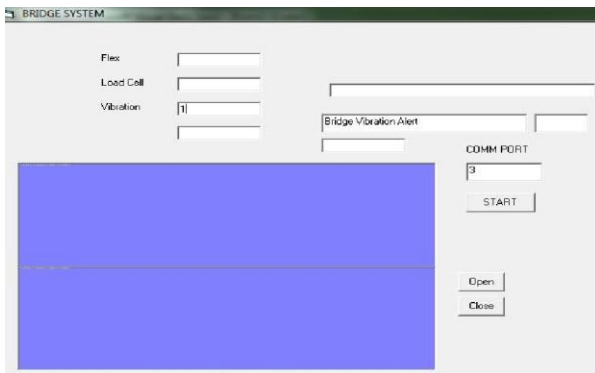 BRIDGE SYSTEM
Flex
Load Cell
Vibration
1
Bridge Vibration Alert
COMM PORT
3
START
Open
Close